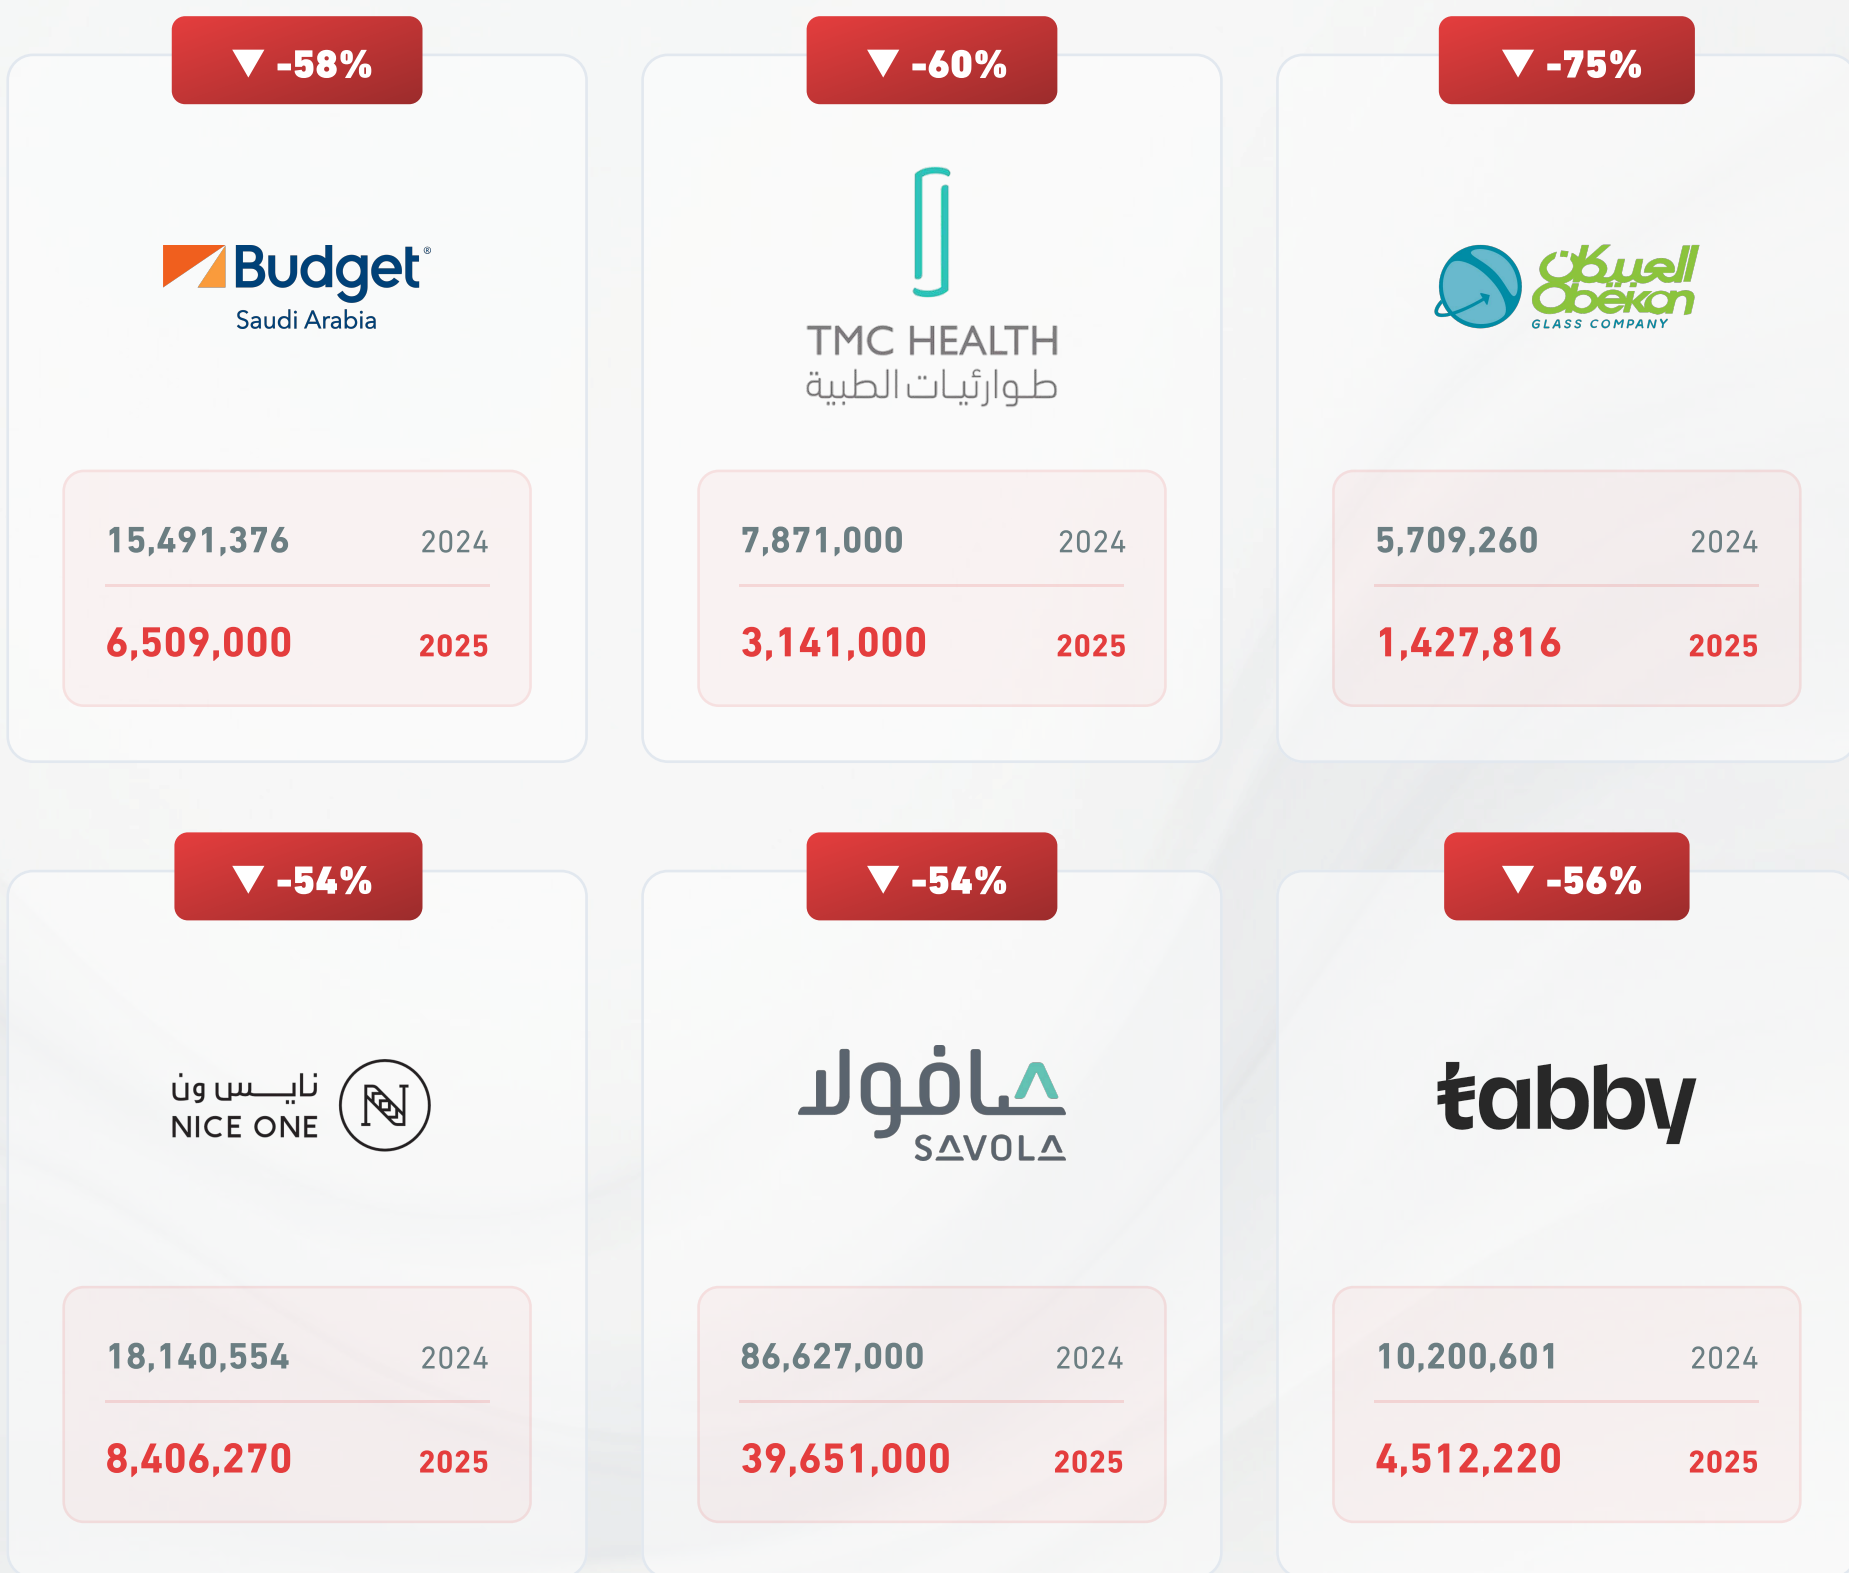 ▼ -58%
Budget®
Saudi Arabia
15,491,376 2024
6,509,000 2025
▼ -60%
TMC HEALTH
طوارئيات الطبية
7,871,000 2024
3,141,000 2025
▼ -75%
العبيكان
Obēkan
GLASS COMPANY
5,709,260 2024
1,427,816 2025
▼ -54%
نايس ون
NICE ONE
18,140,554 2024
8,406,270 2025
▼ -54%
صافولا
SAVOLA
86,627,000 2024
39,651,000 2025
▼ -56%
tabby
10,200,601 2024
4,512,220 2025